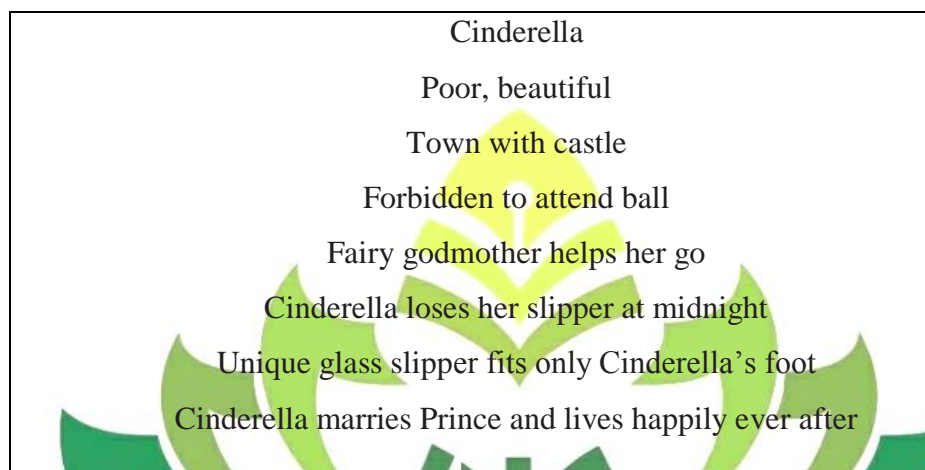 Cinderella
Poor, beautiful
Town with castle
Forbidden to attend ball
Fairy godmother helps her go
Cinderella loses her slipper at midnight
Unique glass slipper fits only Cinderella’s foot
Cinderella marries Prince and lives happily ever after